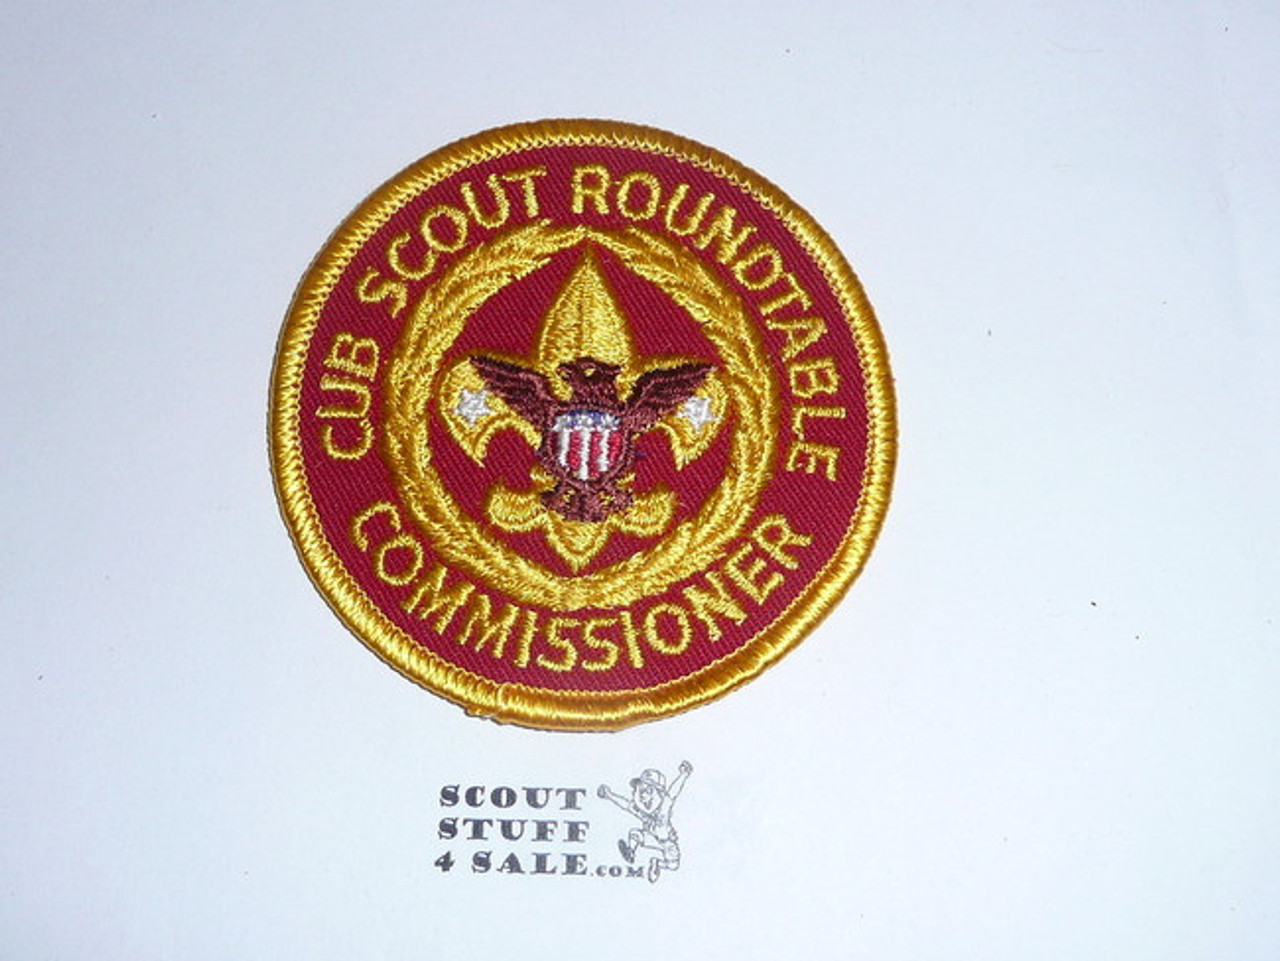 CUB SCOUT ROUNDTABLE
COMMISSIONER
SCOUT
STUFF
4 SALE.COM